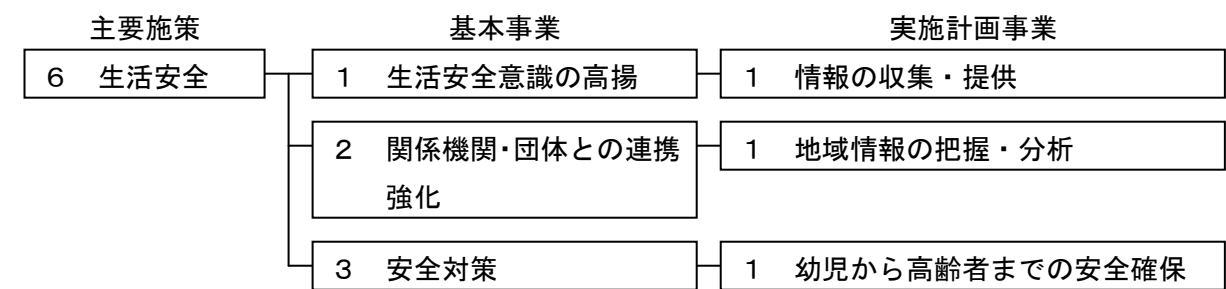 主要施策 基本事業 実施計画事業
6 生活安全 1 生活安全意識の高揚 1 情報の収集・提供
2 関係機関・団体との連携 1 地域情報の把握・分析
強化
3 安全対策 1 幼児から高齢者までの安全確保